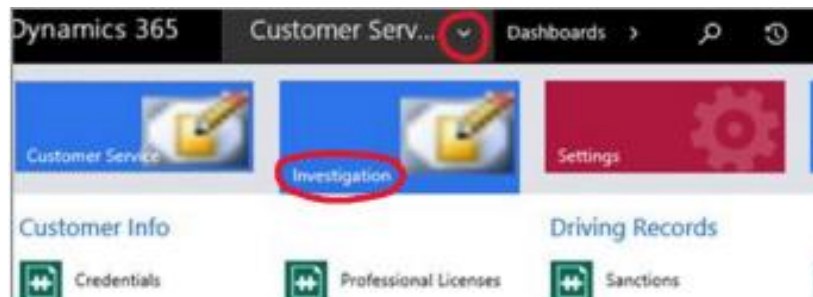 Dynamics 365 Customer Serv... Dashboards
Customer Service Investigation Settings
Customer Info Driving Records
Credentials Professional Licenses Sanctions